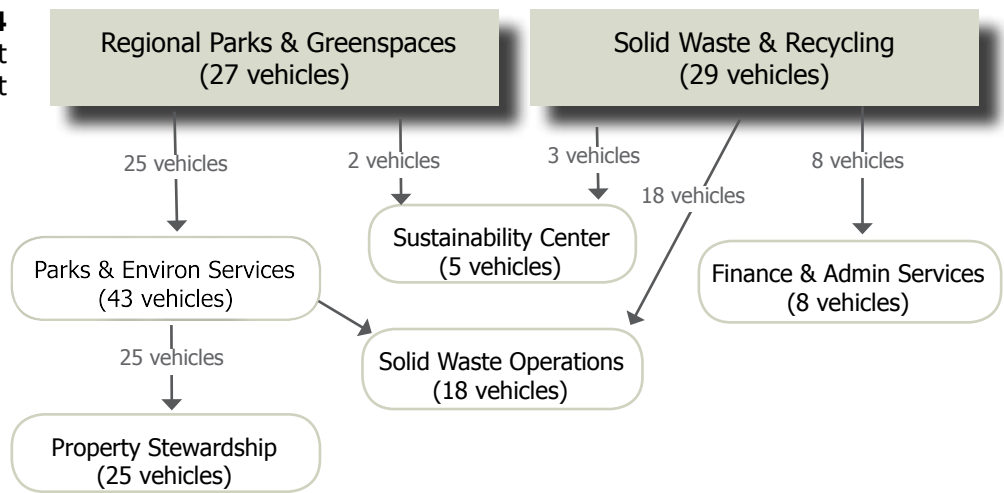 4
t
t
Regional Parks & Greenspaces
(27 vehicles)
Solid Waste & Recycling
(29 vehicles)
25 vehicles
2 vehicles
3 vehicles
18 vehicles
8 vehicles
Sustainability Center
(5 vehicles)
Parks & Environ Services
(43 vehicles)
Finance & Admin Services
(8 vehicles)
25 vehicles
Solid Waste Operations
(18 vehicles)
Property Stewardship
(25 vehicles)